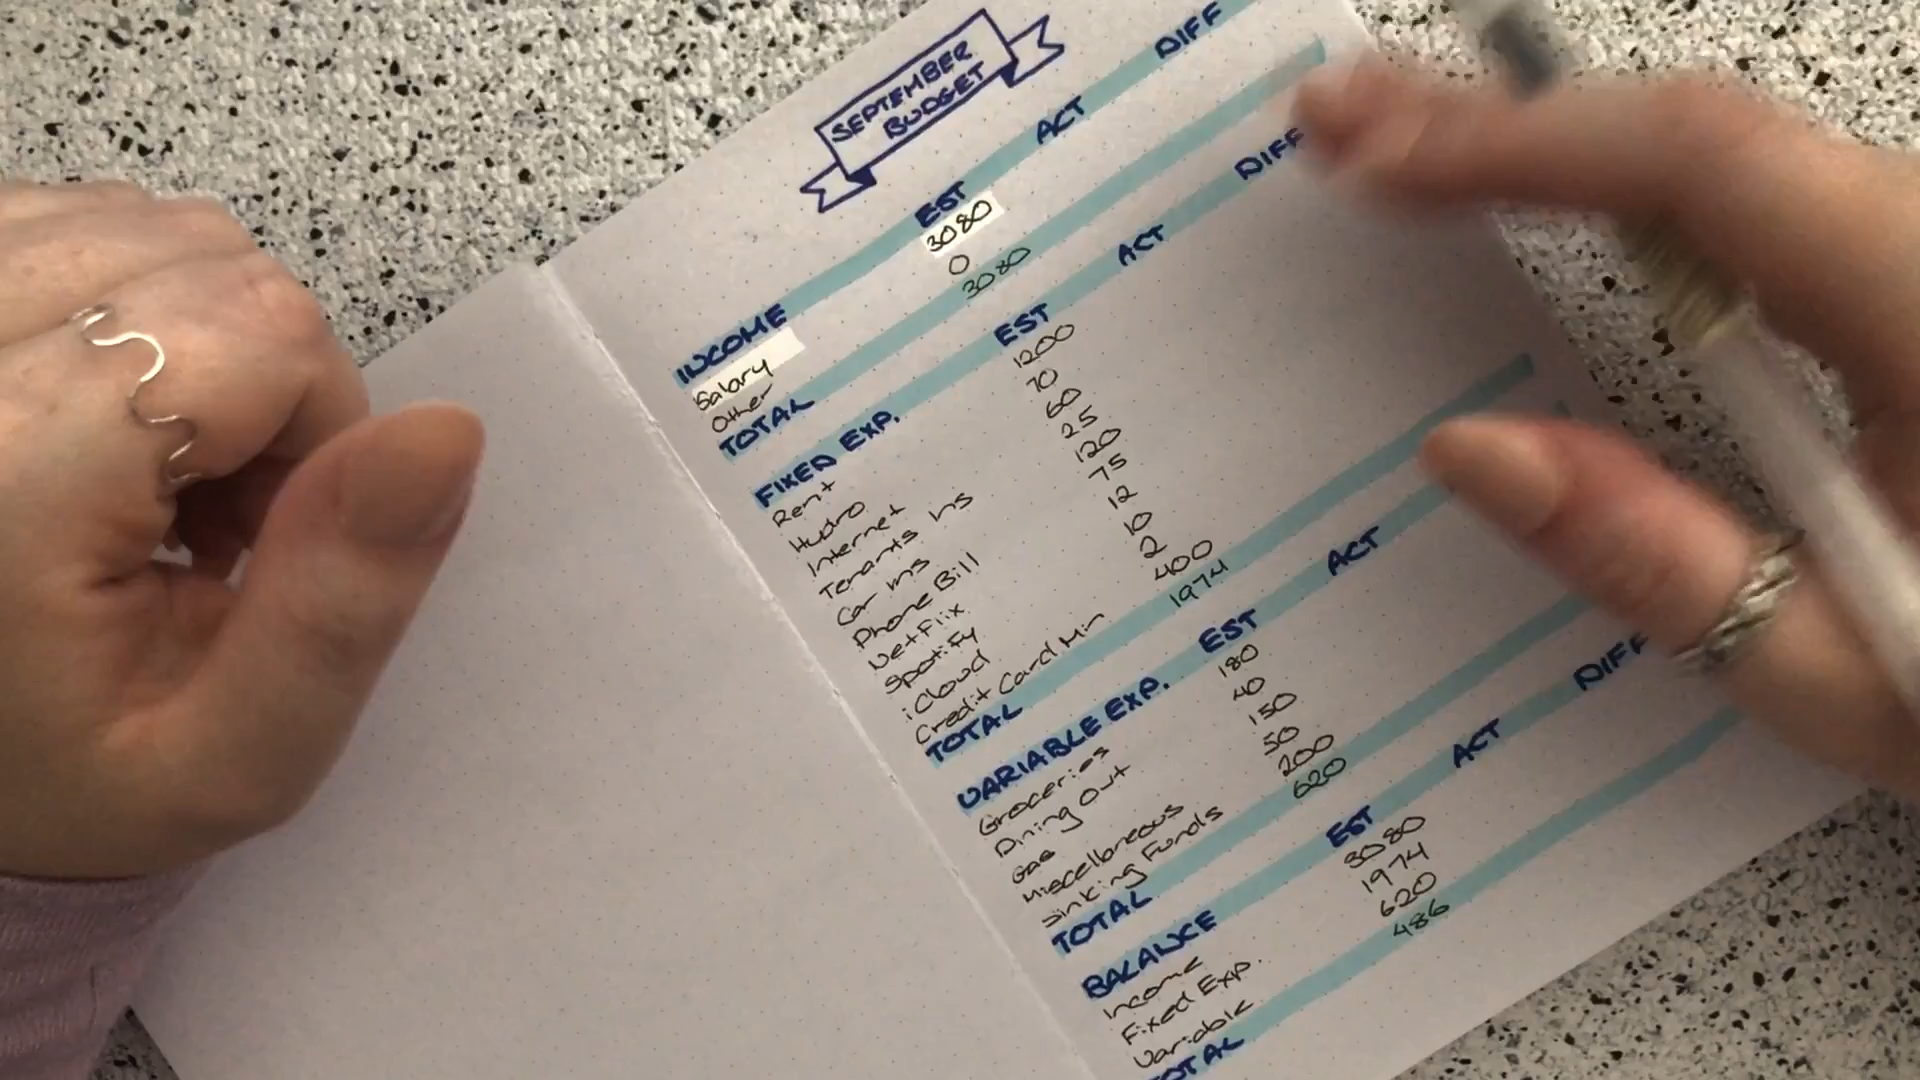 SEPTEMBER
BUDGET
INCOME EST ACT DIFF
Salary 3080
Other 0
TOTAL 3080
FIXED EXP. EST ACT DIFF
Rent 1200
Hydro 70
Internet 60
Tenants ins 25
Car ins 120
Phone Bill 75
Netflix 12
Spotify 10
iCloud 2
Credit Card Min 400
TOTAL 1974
VARIABLE EXP. EST ACT
Groceries 180
Dining Out 40
Gas 150
Miscellaneous 50
Sinking Funds 200
TOTAL 620
BALANCE EST ACT DIFF
Income 3080
Fixed Exp. 1974
Variable 620
TOTAL 486